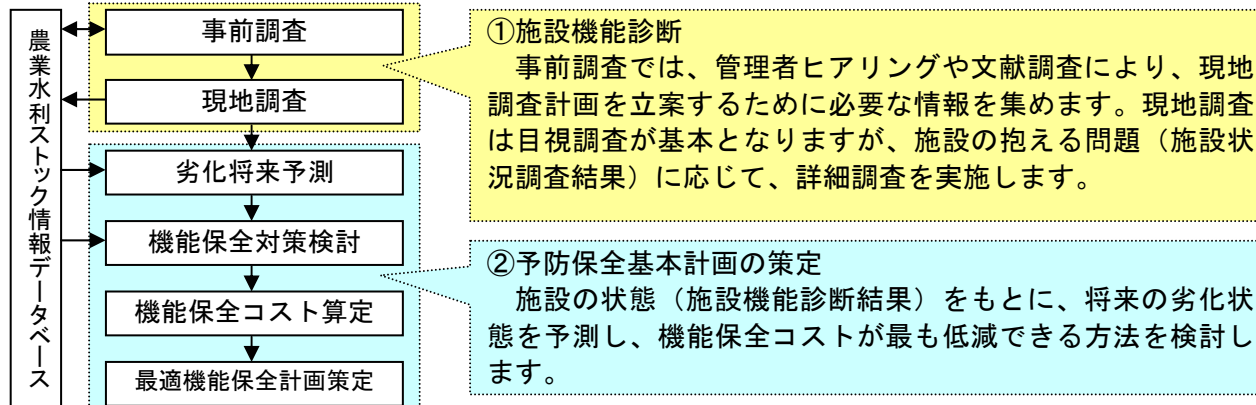 農業水利ストック情報データベース
事前調査
現地調査
劣化将来予測
機能保全対策検討
機能保全コスト算定
最適機能保全計画策定
①施設機能診断
　事前調査では、管理者ヒアリングや文献調査により、現地
調査計画を立案するために必要な情報を集めます。現地調査
は目視調査が基本となりますが、施設の抱える問題（施設状
況調査結果）に応じて、詳細調査を実施します。
②予防保全基本計画の策定
　施設の状態（施設機能診断結果）をもとに、将来の劣化状
態を予測し、機能保全コストが最も低減できる方法を検討し
ます。